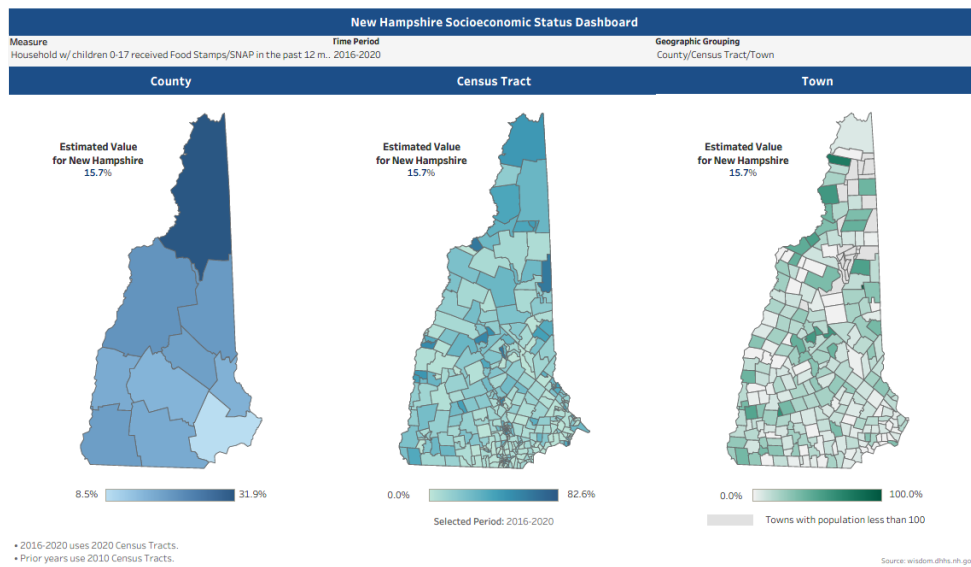 New Hampshire Socioeconomic Status Dashboard
Measure
Time Period
Geographic Grouping
Household w/ children 0-17 received Food Stamps/SNAP in the past 12 m..
2016-2020
County/Census Tract/Town
County
Census Tract
Town
Estimated Value
for New Hampshire
15.7%
Estimated Value
for New Hampshire
15.7%
Estimated Value
for New Hampshire
15.7%
8.5%
31.9%
0.0%
82.6%
0.0%
100.0%
Selected Period: 2016-2020
Towns with population less than 100
• 2016-2020 uses 2020 Census Tracts.
• Prior years use 2010 Census Tracts.
Source: wisdom.dhhs.nh.go